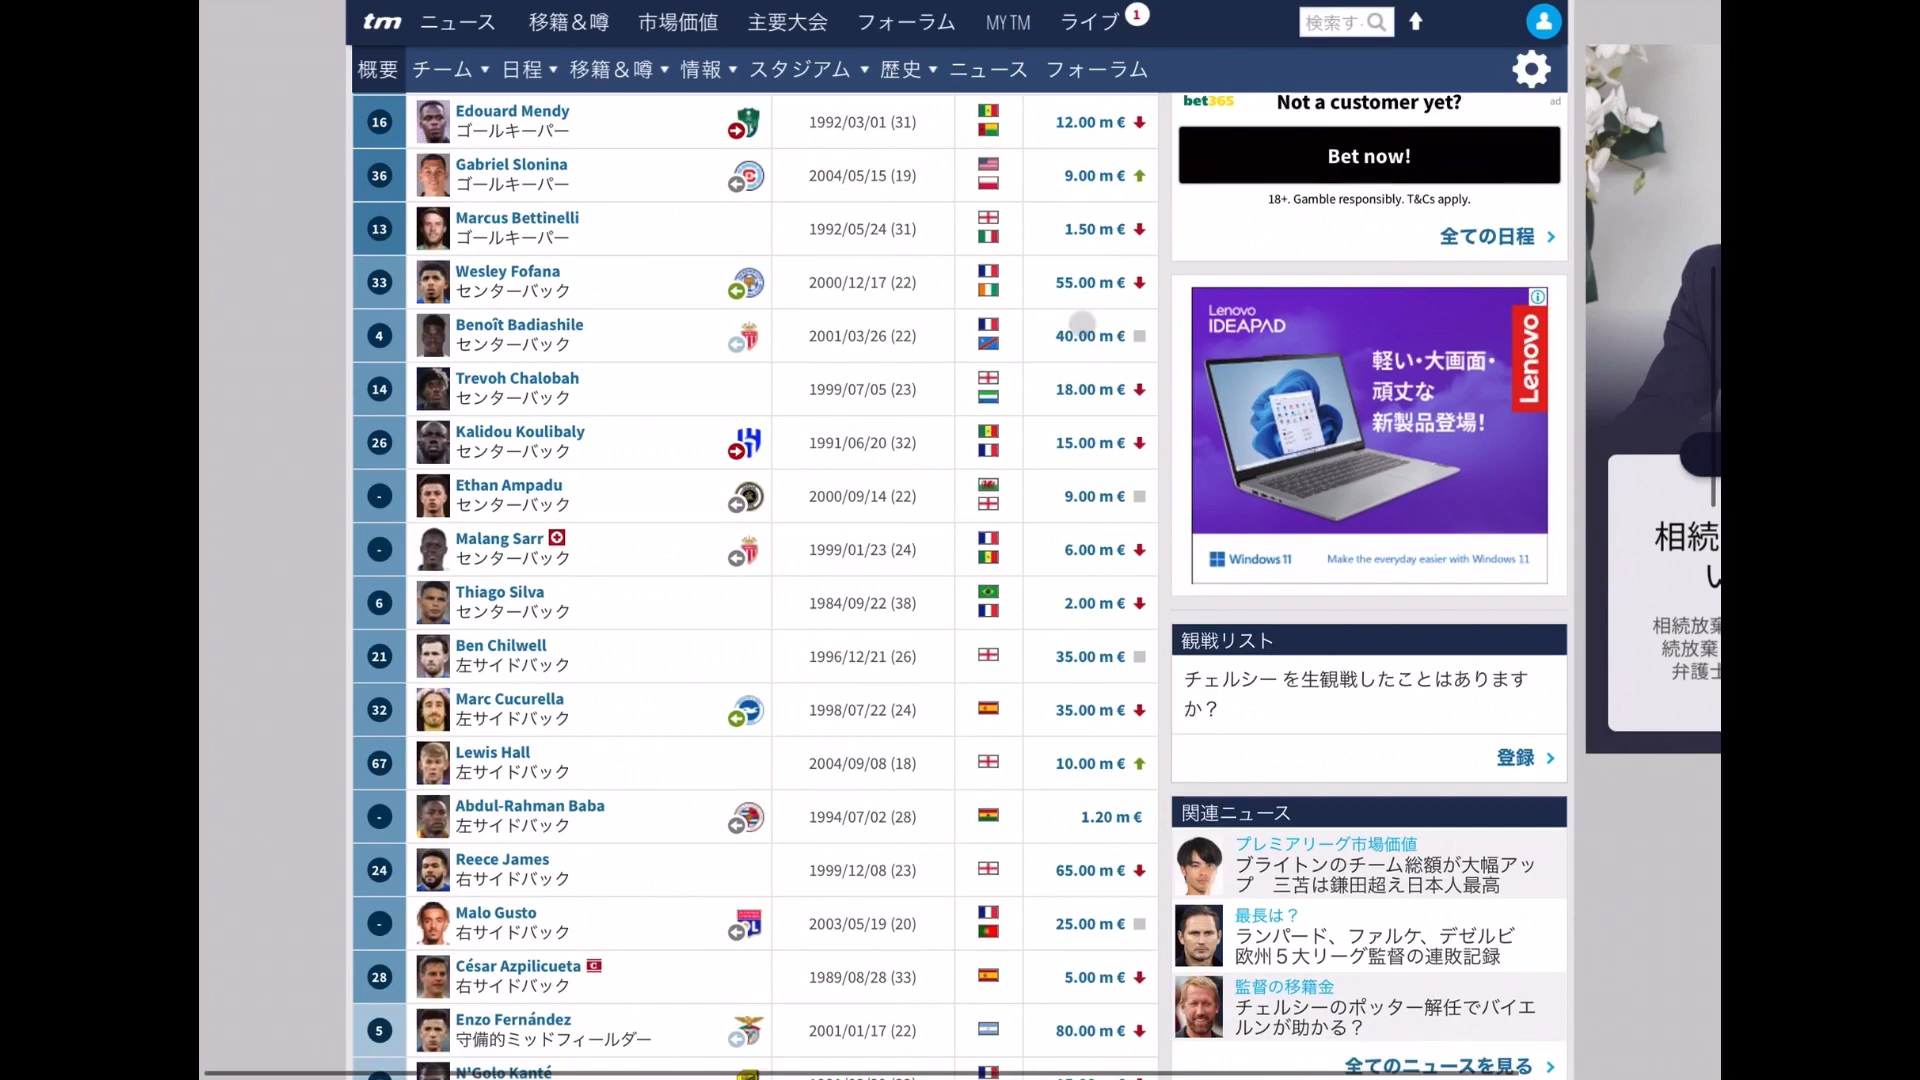 tm ニュース 移籍&噂 市場価値 主要大会 フォーラム MY TM ライブ 1 検索す
概要 チーム ▾ 日程 ▾ 移籍&噂 ▾ 情報 ▾ スタジアム ▾ 歴史 ▾ ニュース フォーラム
16 Edouard Mendy
ゴールキーパー
1992/03/01 (31) 12.00 m €
36 Gabriel Slonina
ゴールキーパー
2004/05/15 (19) 9.00 m €
13 Marcus Bettinelli
ゴールキーパー
1992/05/24 (31) 1.50 m €
33 Wesley Fofana
センターバック
2000/12/17 (22) 55.00 m €
4 Benoît Badiashile
センターバック
2001/03/26 (22) 40.00 m €
14 Trevoh Chalobah
センターバック
1999/07/05 (23) 18.00 m €
26 Kalidou Koulibaly
センターバック
1991/06/20 (32) 15.00 m €
- Ethan Ampadu
センターバック
2000/09/14 (22) 9.00 m €
- Malang Sarr
センターバック
1999/01/23 (24) 6.00 m €
6 Thiago Silva
センターバック
1984/09/22 (38) 2.00 m €
21 Ben Chilwell
左サイドバック
1996/12/21 (26) 35.00 m €
32 Marc Cucurella
左サイドバック
1998/07/22 (24) 35.00 m €
67 Lewis Hall
左サイドバック
2004/09/08 (18) 10.00 m €
- Abdul-Rahman Baba
左サイドバック
1994/07/02 (28) 1.20 m €
24 Reece James
右サイドバック
1999/12/08 (23) 65.00 m €
- Malo Gusto
右サイドバック
2003/05/19 (20) 25.00 m €
28 César Azpilicueta
右サイドバック
1989/08/28 (33) 5.00 m €
5 Enzo Fernández
守備的ミッドフィールダー
2001/01/17 (22) 80.00 m €
N'Golo Kanté
bet365 Not a customer yet? ad
Bet now!
18+. Gamble responsibly. T&Cs apply.
全ての日程
Lenovo
IDEAPAD
Lenovo
軽い・大画面・
頑丈な
新製品登場!
Windows 11 Make the everyday easier with Windows 11
観戦リスト
チェルシー を生観戦したことはあります
か？
登録
関連ニュース
プレミアリーグ市場価値
ブライトンのチーム総額が大幅アッ
プ　三笘は鎌田超え日本人最高
最長は？
ランパード、ファルケ、デゼルビ
欧州５大リーグ監督の連敗記録
監督の移籍金
チェルシーのポッター解任でバイエ
ルンが助かる？
全てのニュースを見る
相続
い
相続放棄
続放棄
弁護士